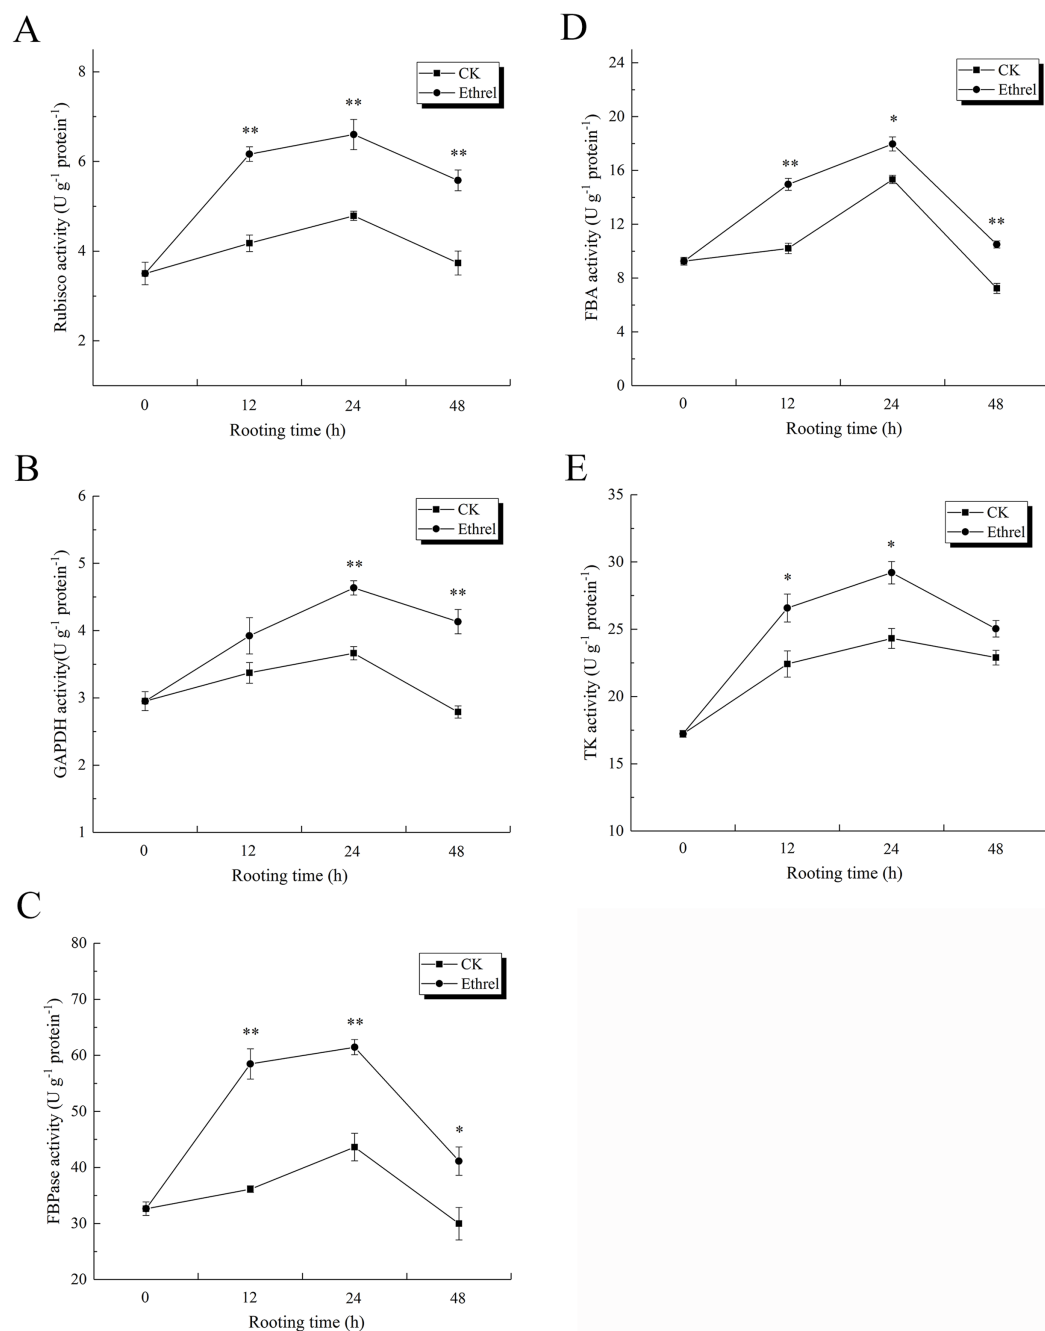 A
Rubisco activity (U g⁻¹ protein⁻¹)
8
6
4
2
CK
Ethrel
**
**
**
0 12 24 48
Rooting time (h)
B
GAPDH activity(U g⁻¹ protein⁻¹)
6
5
4
3
2
1
CK
Ethrel
**
**
0 12 24 48
Rooting time (h)
C
FBPase activity (U g⁻¹ protein⁻¹)
80
70
60
50
40
30
20
CK
Ethrel
**
**
*
0 12 24 48
Rooting time (h)
D
FBA activity (U g⁻¹ protein⁻¹)
24
20
16
12
8
4
0
CK
Ethrel
**
*
**
0 12 24 48
Rooting time (h)
E
TK activity (U g⁻¹ protein⁻¹)
35
30
25
20
15
10
CK
Ethrel
*
*
0 12 24 48
Rooting time (h)